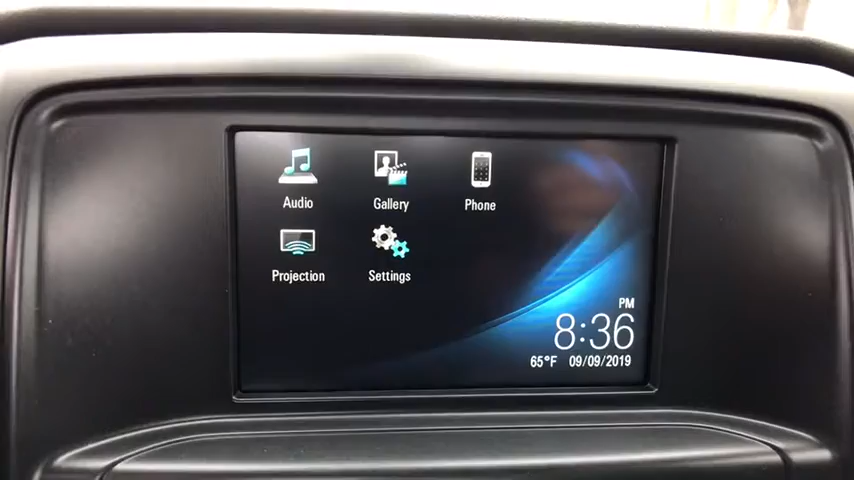 Audio
Gallery
Phone
Projection
Settings
PM
8:36
65°F 09/09/2019